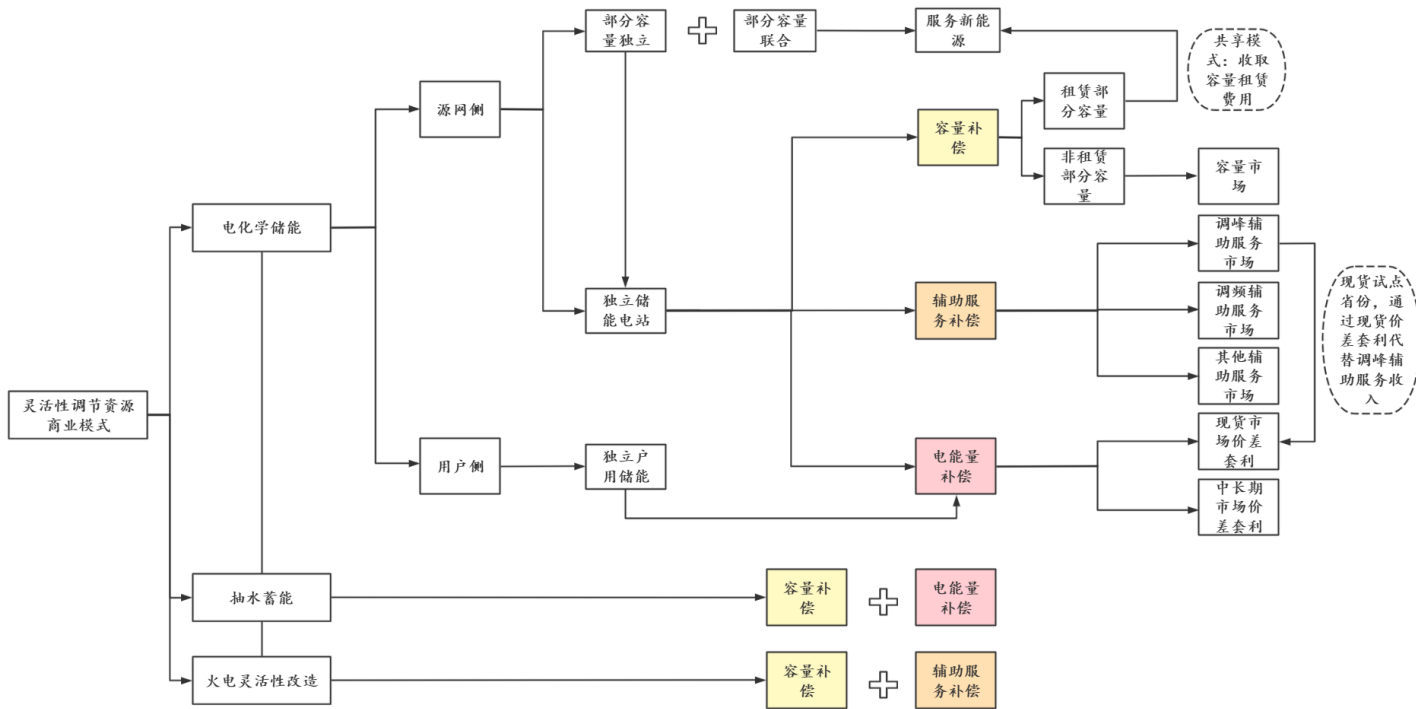 部分容
量独立
部分容量
联合
服务新能
源
共享模
式：收取
容量租赁
费用
源网侧
容量补
偿
租赁部
分容量
非租赁
部分容
量
容量市
场
电化学储能
调峰辅
助服务
市场
独立储
能电站
辅助服
务补偿
调频辅
助服务
市场
现货试点
省份，通
过现货价
差套利代
替调峰辅
助服务收
入
其他辅
助服务
市场
灵活性调节资源
商业模式
用户侧
独立户
用储能
电能量
补偿
现货市
场价差
套利
中长期
市场价
差套利
抽水蓄能
容量补
偿
电能量
补偿
火电灵活性改造
容量补
偿
辅助服
务补偿